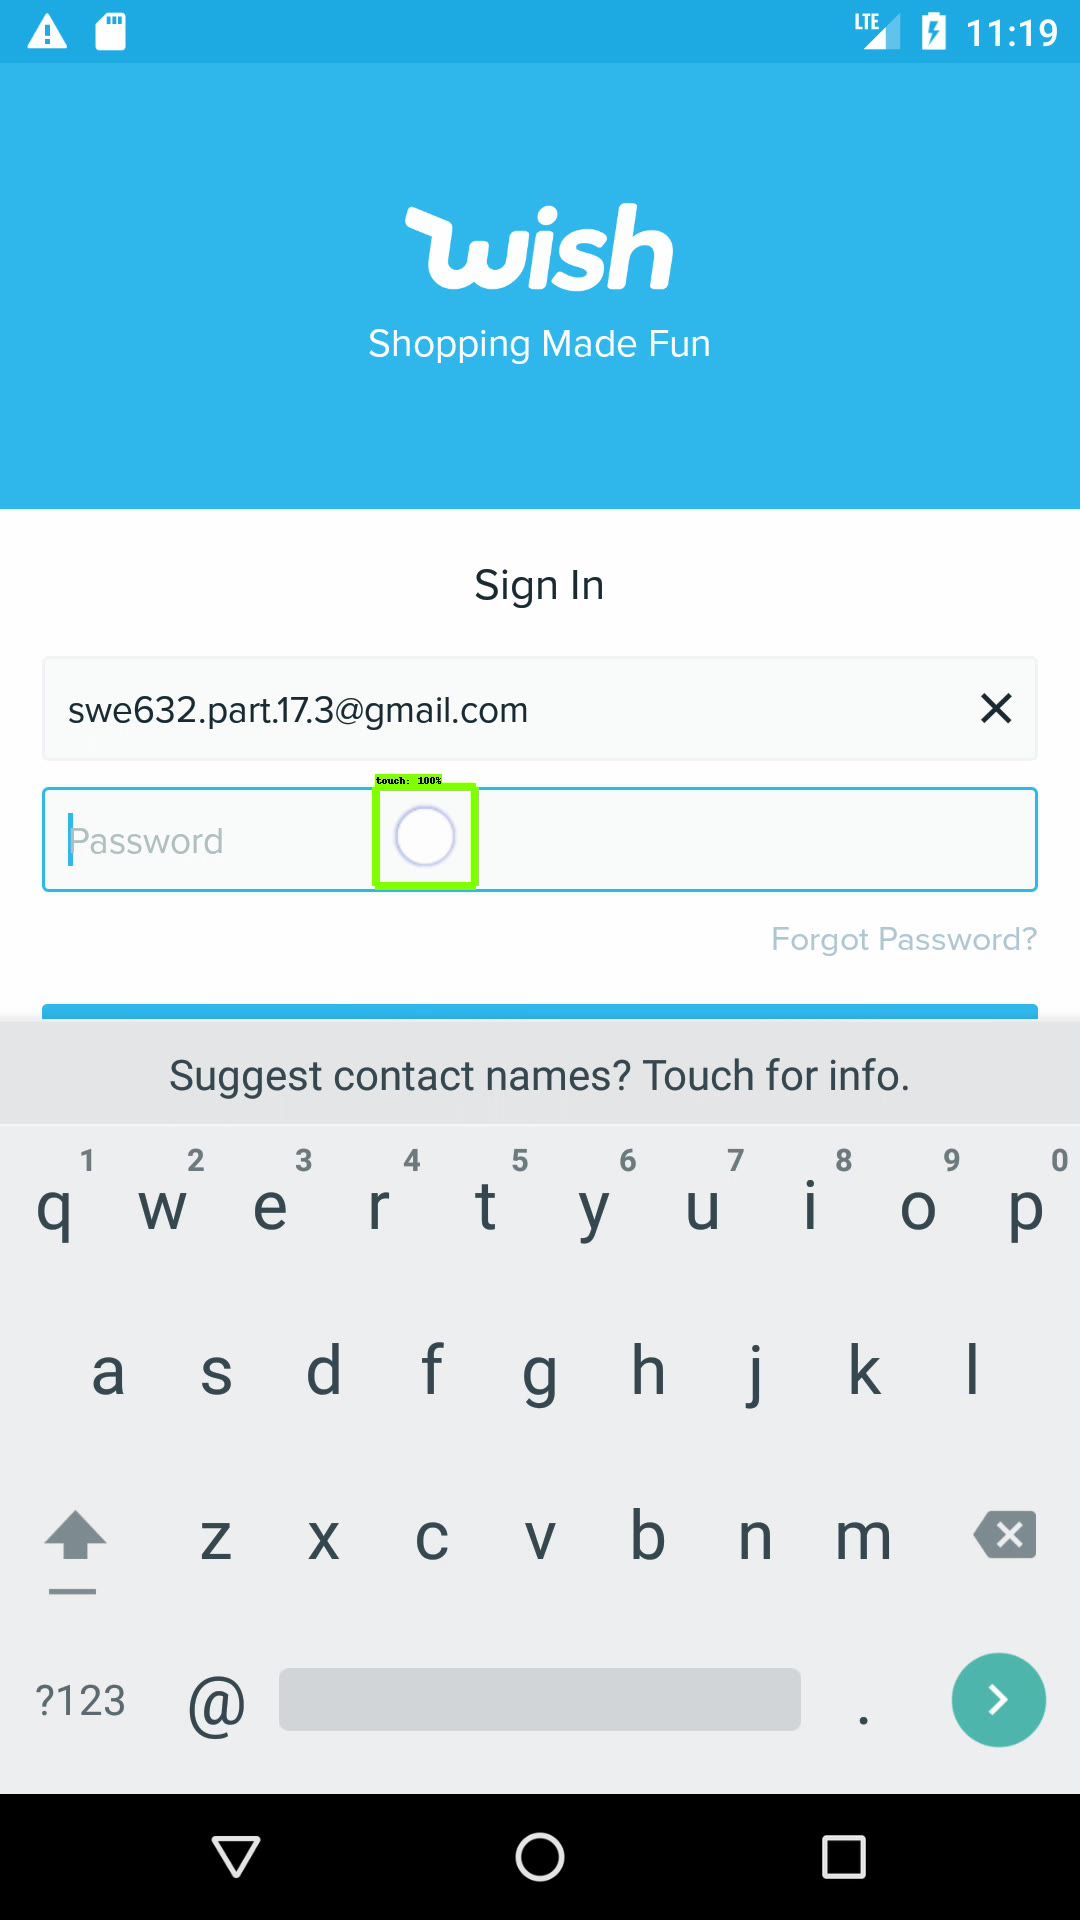 LTE 11:19
wish
Shopping Made Fun
Sign In
swe632.part.17.3@gmail.com
touch: 100%
Password
Forgot Password?
Suggest contact names? Touch for info.
1 2 3 4 5 6 7 8 9 0
q w e r t y u i o p
a s d f g h j k l
z x c v b n m
?123 @ .